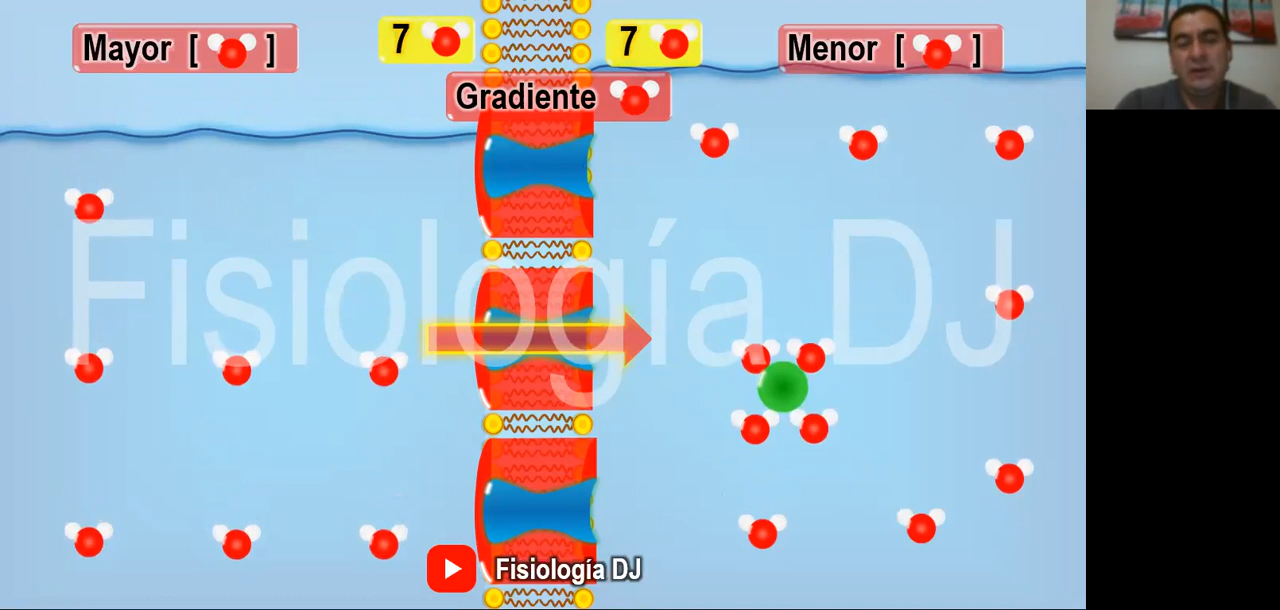 Mayor [ ]
7
7
Menor [ ]
Gradiente
Fisiología DJ
Fisiología DJ